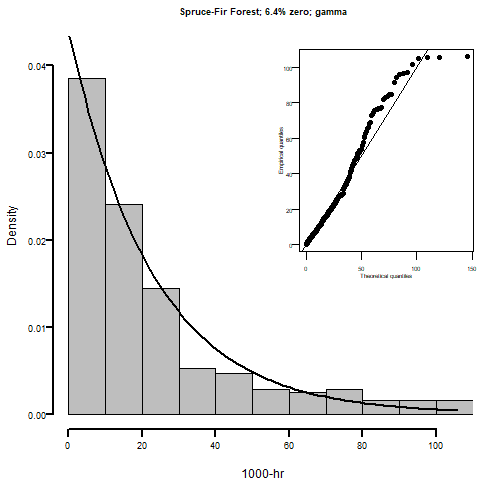 Spruce-Fir Forest; 6.4% zero; gamma
Density
0.04
0.03
0.02
0.01
0.00
0 20 40 60 80 100
1000-hr
Empirical quantiles
100
80
60
40
20
0
0 50 100 150
Theoretical quantiles